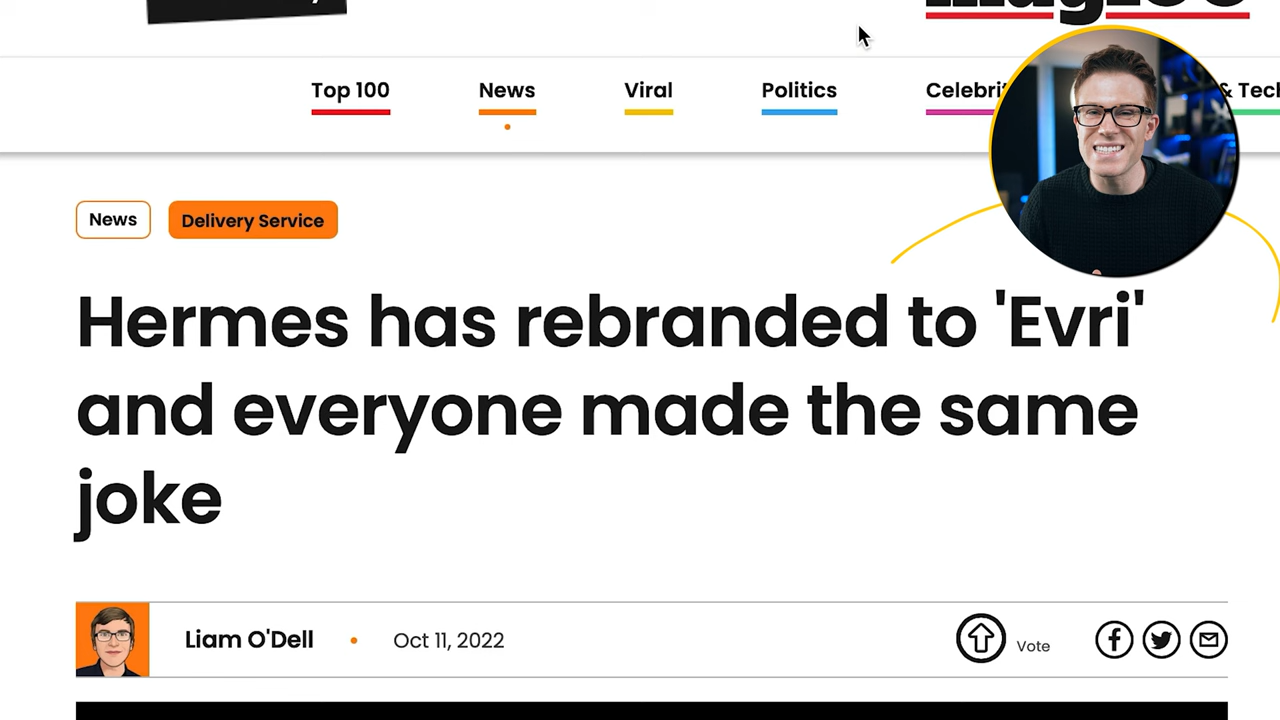 Top 100
News
Viral
Politics
& Tech
News
Delivery Service
Hermes has rebranded to 'Evri'
and everyone made the same
joke
Liam O'Dell • Oct 11, 2022
Vote